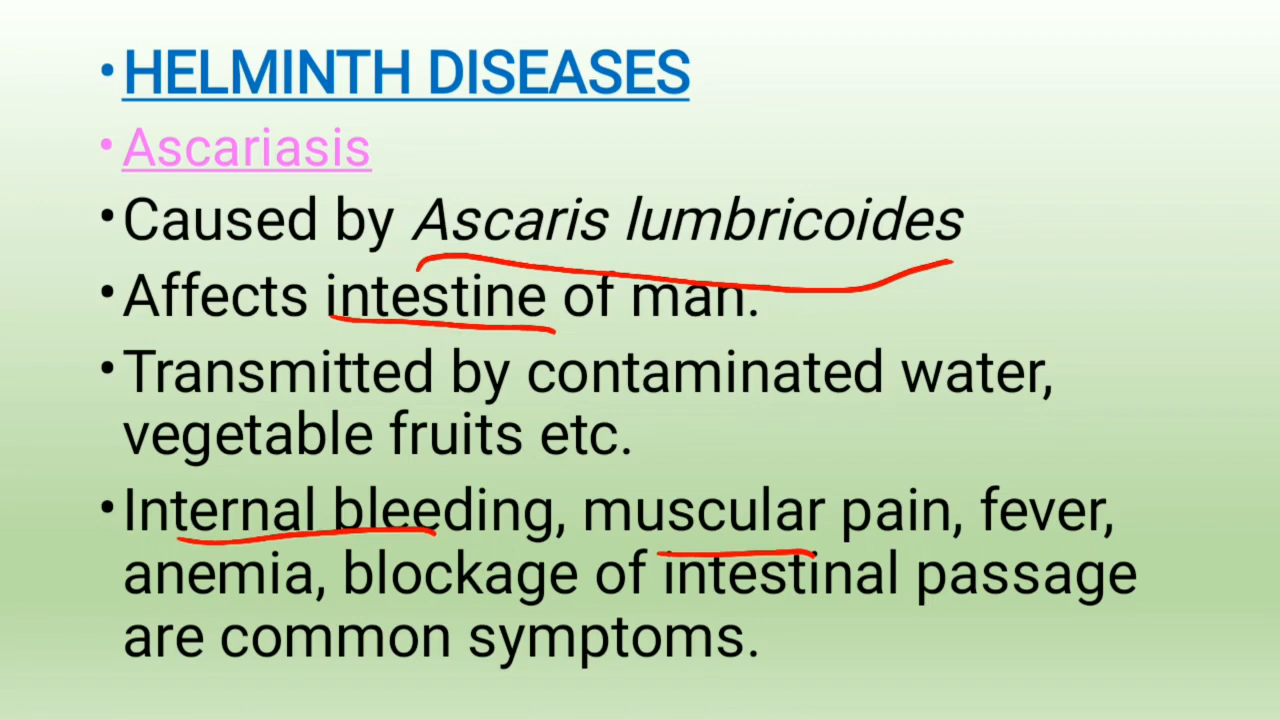 •HELMINTH DISEASES
•Ascariasis
•Caused by Ascaris lumbricoides
•Affects intestine of man.
•Transmitted by contaminated water,
vegetable fruits etc.
•Internal bleeding, muscular pain, fever,
anemia, blockage of intestinal passage
are common symptoms.